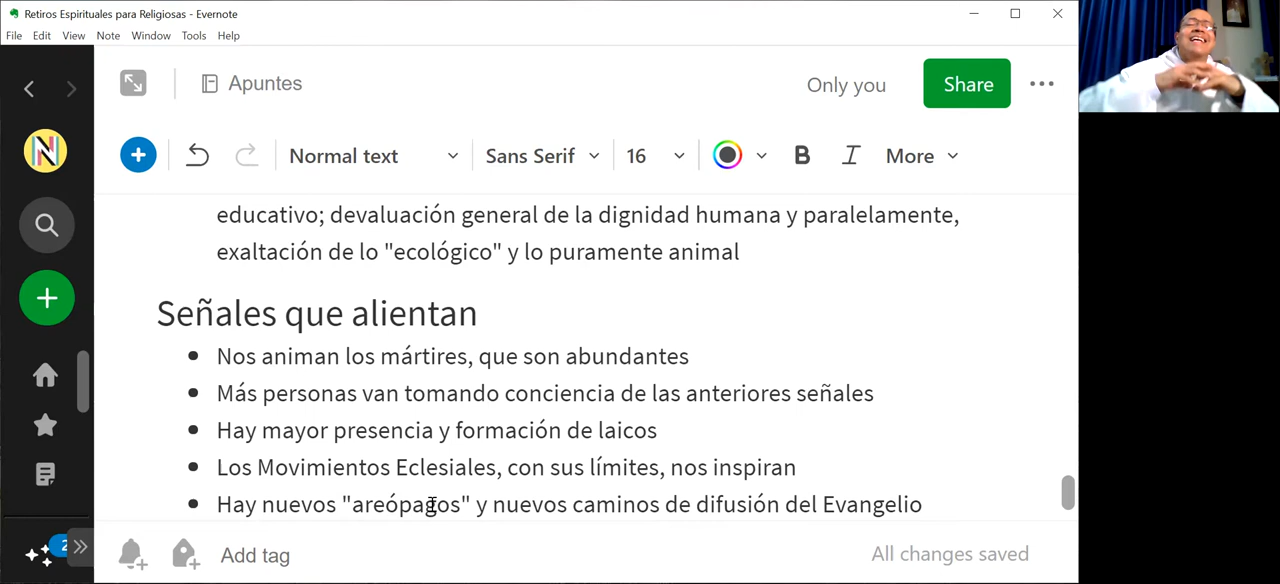 Retiros Espirituales para Religiosas - Evernote
File Edit View Note Window Tools Help
Apuntes
Only you
Share
Normal text
Sans Serif
16
B
I
More
educativo; devaluación general de la dignidad humana y paralelamente,
exaltación de lo "ecológico" y lo puramente animal
Señales que alientan
Nos animan los mártires, que son abundantes
Más personas van tomando conciencia de las anteriores señales
Hay mayor presencia y formación de laicos
Los Movimientos Eclesiales, con sus límites, nos inspiran
Hay nuevos "areópagos" y nuevos caminos de difusión del Evangelio
2
Add tag
All changes saved